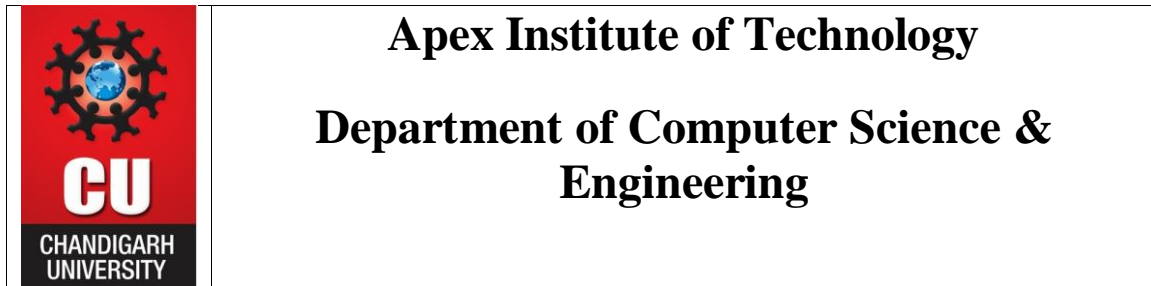 CU
CHANDIGARH
UNIVERSITY
Apex Institute of Technology
Department of Computer Science &
Engineering